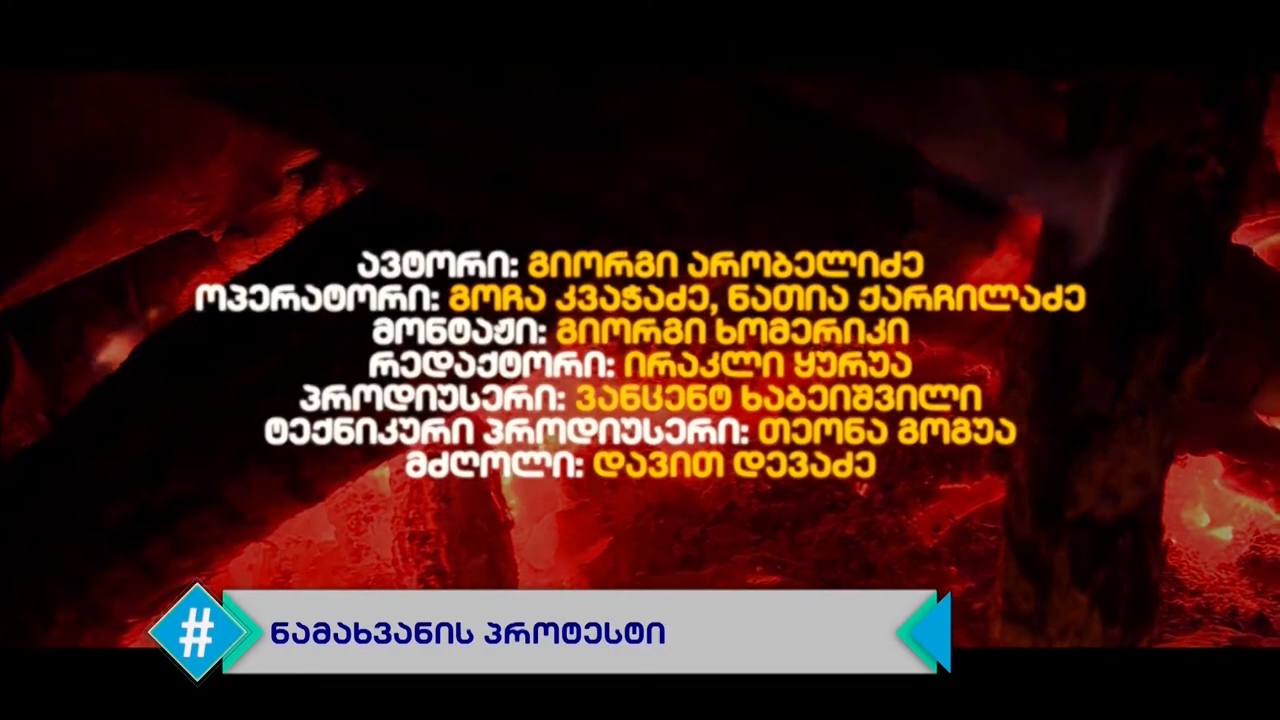 ავტორი: გიორგი არობელიძე
ოპერატორი: გოჩა კვაჭაძე, ნათია ქარჩილაძე
მონტაჟი: გიორგი ხომერიკი
რედაქტორი: ირაკლი ყურუა
პროდიუსერი: ვანცენტ ხაბეიშვილი
ტექნიკური პროდიუსერი: თეონა გოგუა
მძღოლი: დავით დევაძე
# ნამახვანის პროტესტი